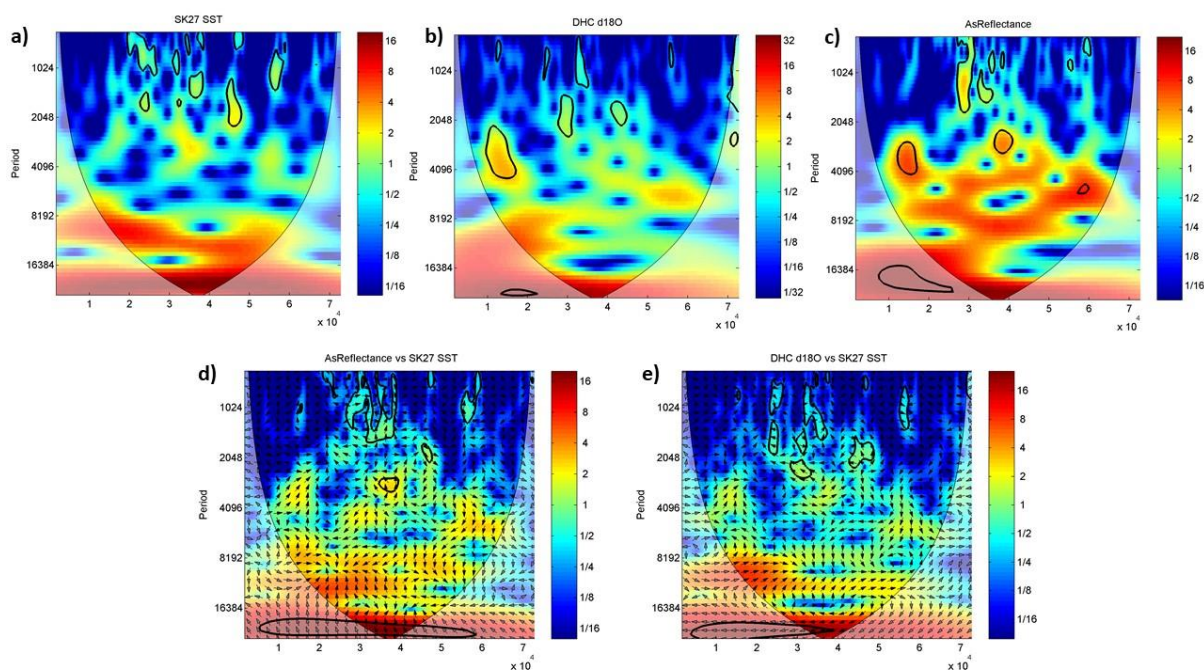 a)
SK27 SST
Period
1024
2048
4096
8192
16384
1 2 3 4 5 6 7
x 10^4
16
8
4
2
1
1/2
1/4
1/8
1/16
b)
DHC d18O
Period
1024
2048
4096
8192
16384
1 2 3 4 5 6 7
x 10^4
32
16
8
4
2
1
1/2
1/4
1/8
1/16
1/32
c)
AsReflectance
Period
1024
2048
4096
8192
16384
1 2 3 4 5 6 7
x 10^4
16
8
4
2
1
1/2
1/4
1/8
1/16
d)
AsReflectance vs SK27 SST
Period
1024
2048
4096
8192
16384
1 2 3 4 5 6 7
x 10^4
16
8
4
2
1
1/2
1/4
1/8
1/16
e)
DHC d18O vs SK27 SST
Period
1024
2048
4096
8192
16384
1 2 3 4 5 6 7
x 10^4
16
8
4
2
1
1/2
1/4
1/8
1/16